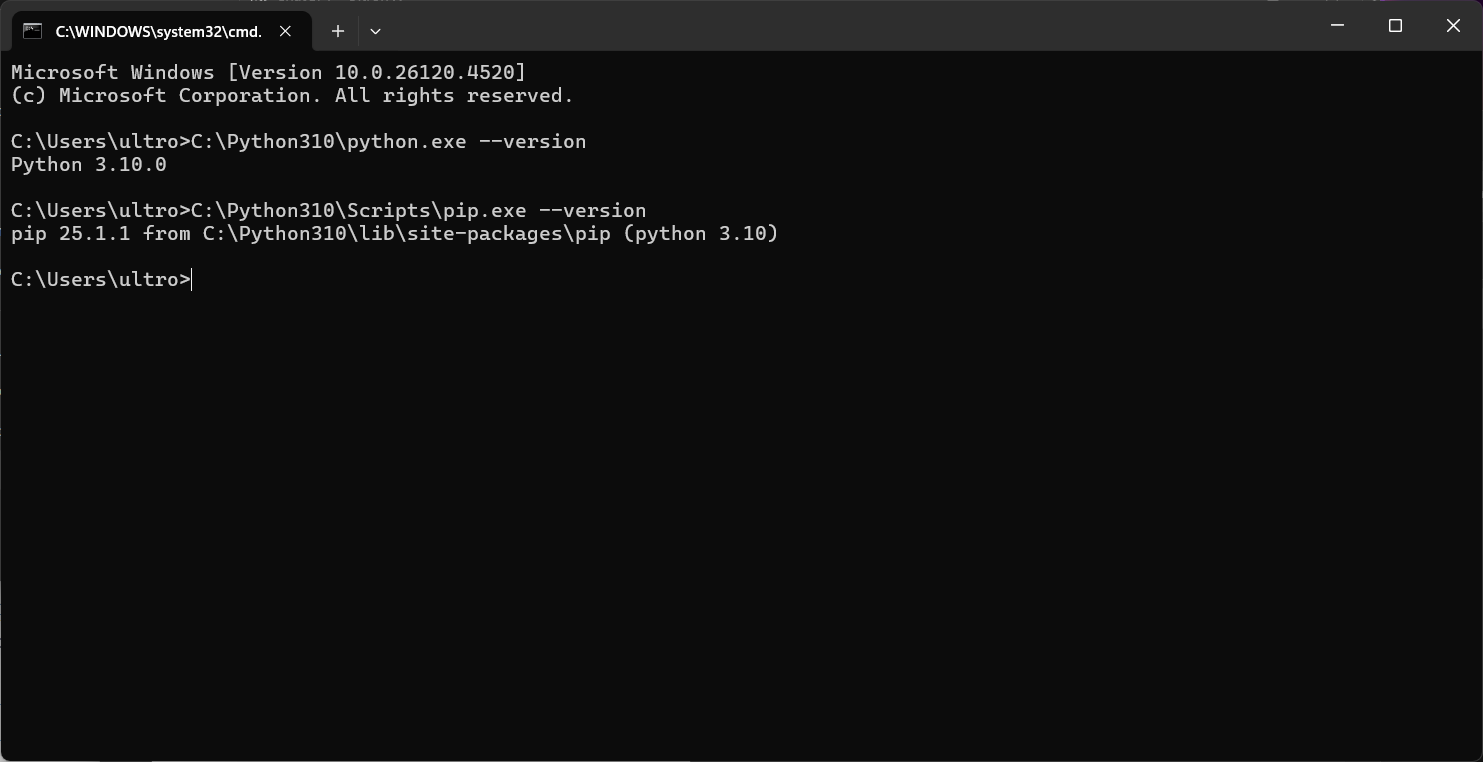 C:\WINDOWS\system32\cmd.
Microsoft Windows [Version 10.0.26120.4520]
(c) Microsoft Corporation. All rights reserved.
C:\Users\ultro>C:\Python310\python.exe --version
Python 3.10.0
C:\Users\ultro>C:\Python310\Scripts\pip.exe --version
pip 25.1.1 from C:\Python310\lib\site-packages\pip (python 3.10)
C:\Users\ultro>